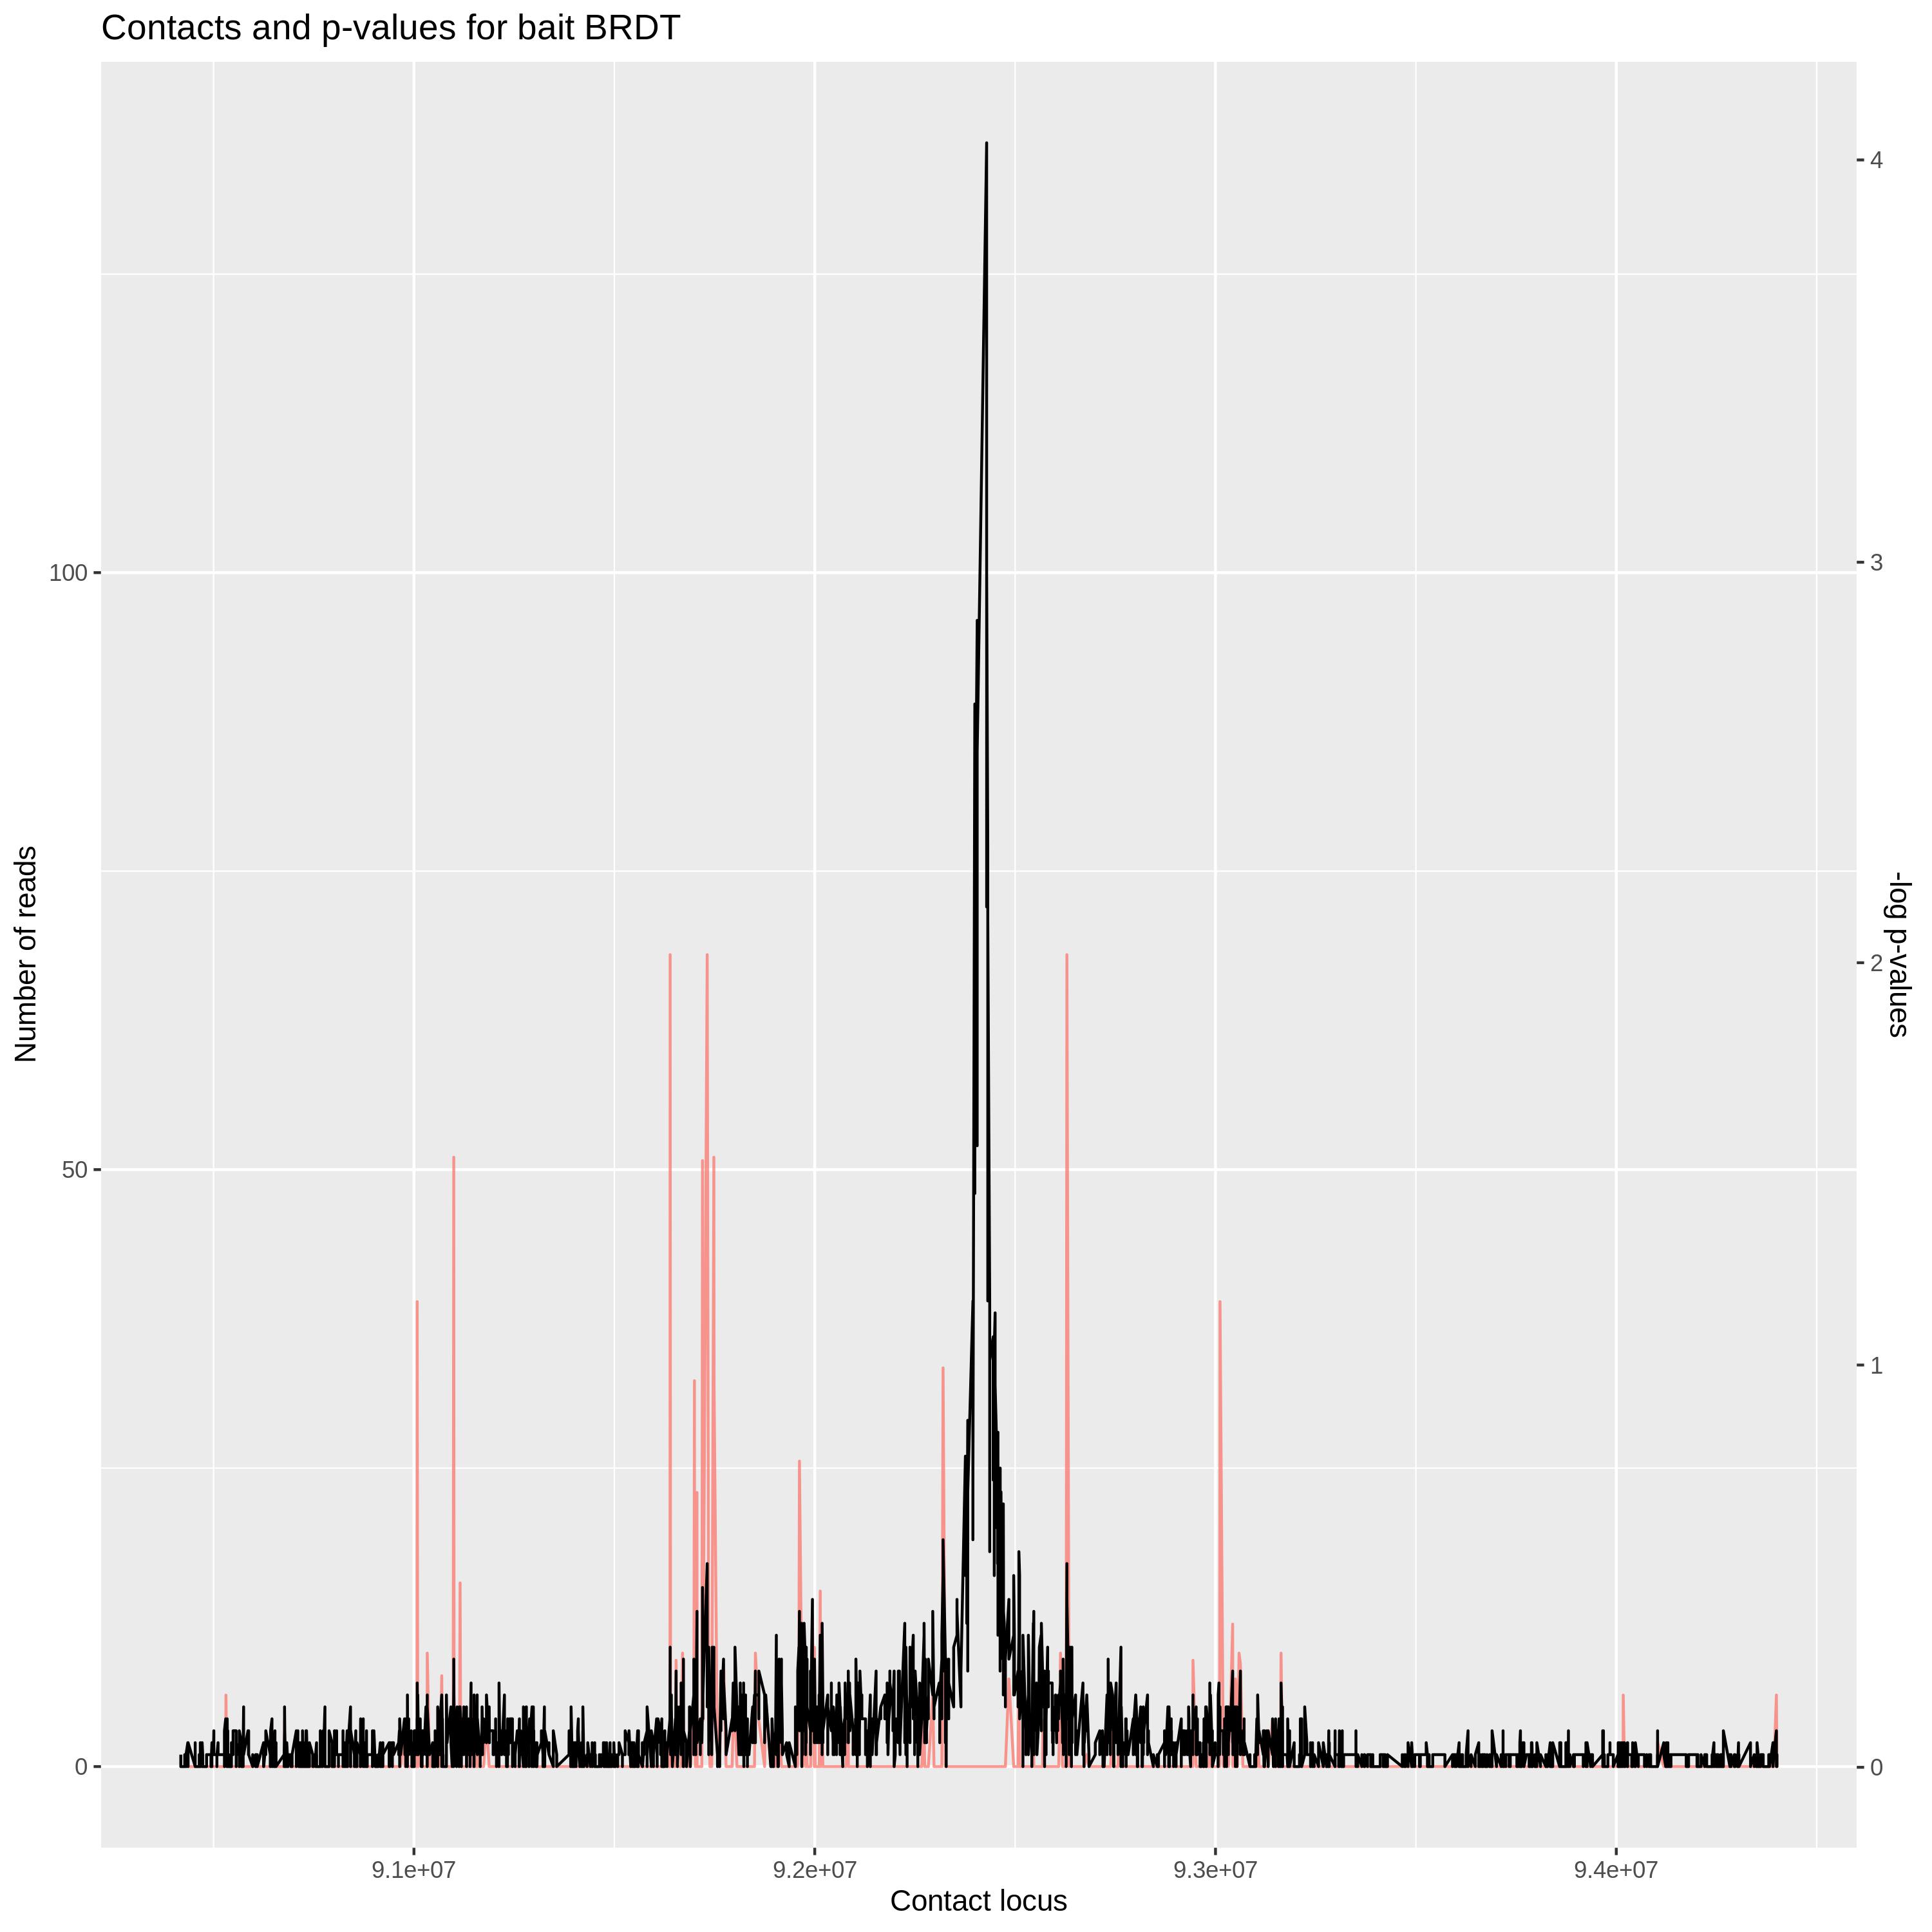 Contacts and p-values for bait BRDT
Number of reads
100
50
0
4
3
2
1
0
-log p-values
9.1e+07
9.2e+07
9.3e+07
9.4e+07
Contact locus